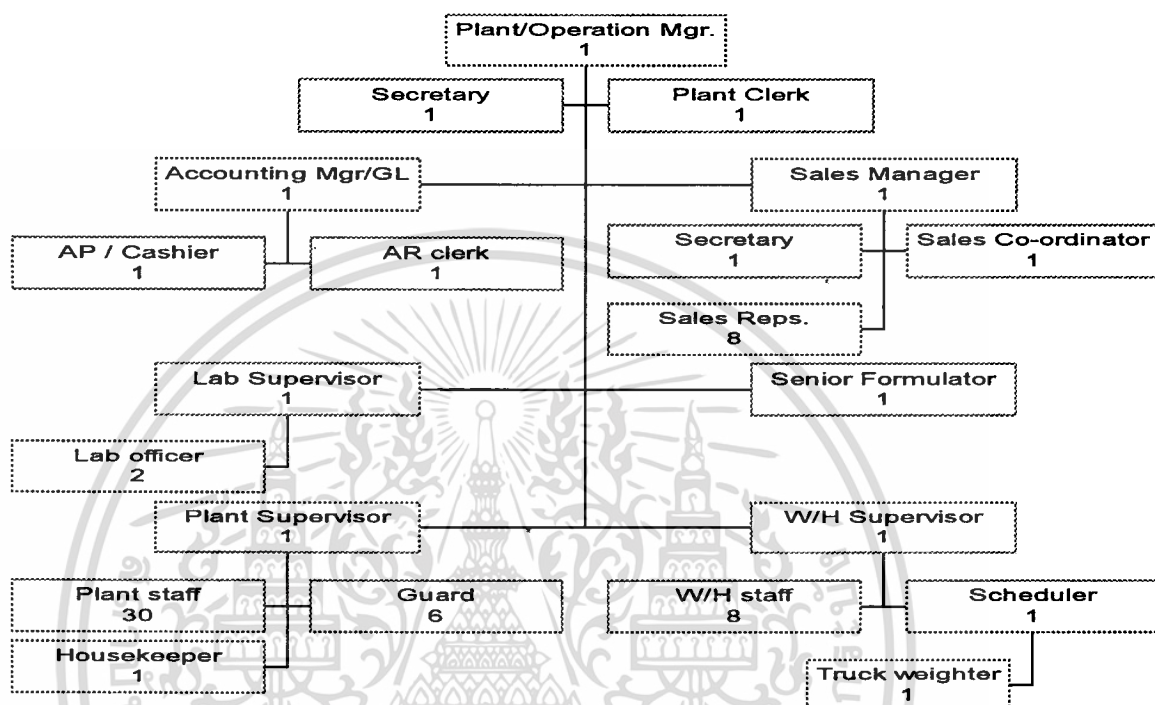 Plant/Operation Mgr.
1
Secretary
1
Plant Clerk
1
Accounting Mgr/GL
1
Sales Manager
1
AP / Cashier
1
AR clerk
1
Secretary
1
Sales Co-ordinator
1
Sales Reps.
8
Lab Supervisor
1
Senior Formulator
1
Lab officer
2
Plant Supervisor
1
W/H Supervisor
1
Plant staff
30
Guard
6
W/H staff
8
Scheduler
1
Housekeeper
1
Truck weighter
1